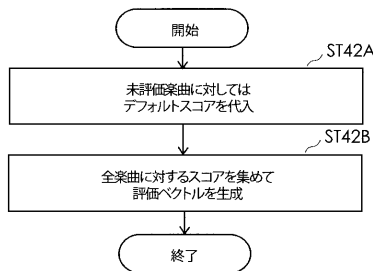 開始
ST42A
未評価楽曲に対しては
デフォルトスコアを代入
ST42B
全楽曲に対するスコアを集めて
評価ベクトルを生成
終了